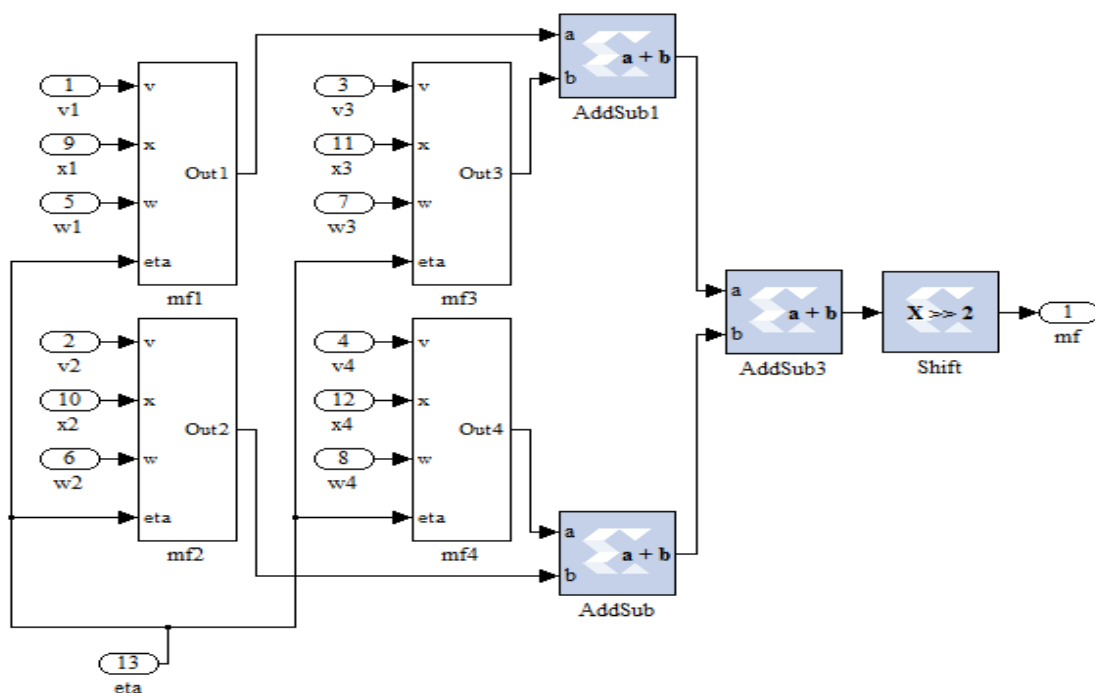 1
v
v1
9
x
x1
Out1
5
w
w1
eta
mf1
3
v
v3
11
x
x3
Out3
7
w
w3
eta
mf3
a
a + b
b
AddSub1
2
v
v2
10
x
x2
Out2
6
w
w2
eta
mf2
4
v
v4
12
x
x4
Out4
8
w
w4
eta
mf4
a
a + b
b
AddSub3
X >> 2
Shift
1
mf
a
a + b
b
AddSub
13
eta